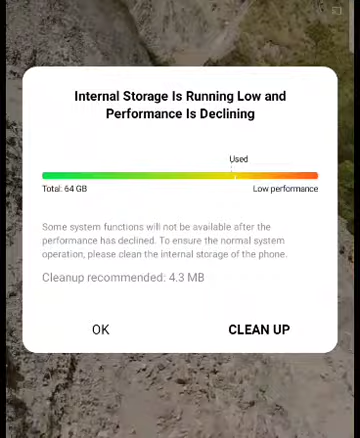 Internal Storage Is Running Low and
Performance Is Declining
Used
Total: 64 GB
Low performance
Some system functions will not be available after the
performance has declined. To ensure the normal system
operation, please clean the internal storage of the phone.
Cleanup recommended: 4.3 MB
OK
CLEAN UP